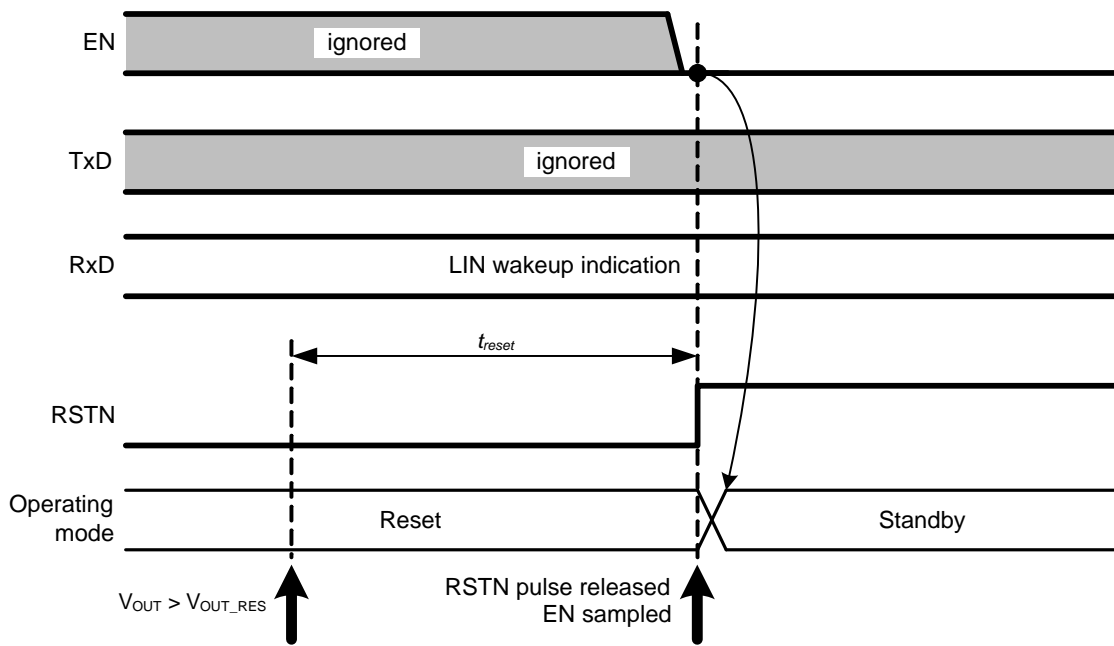 EN
ignored
TxD
ignored
RxD
LIN wakeup indication
t_reset
RSTN
Operating
mode
Reset
Standby
V_OUT > V_OUT_RES
RSTN pulse released
EN sampled